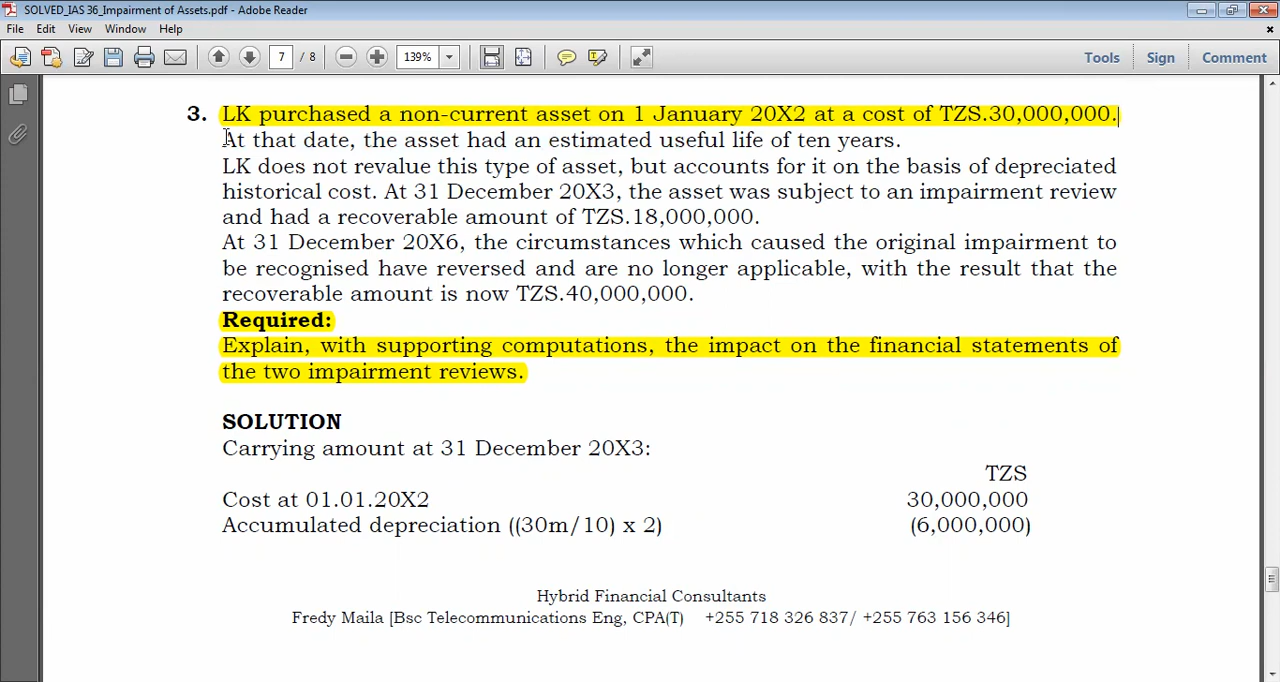 SOLVED_IAS 36_Impairment of Assets.pdf - Adobe Reader
File Edit View Window Help
7 / 8 139% Tools Sign Comment
3. LK purchased a non-current asset on 1 January 20X2 at a cost of TZS.30,000,000.
At that date, the asset had an estimated useful life of ten years.
LK does not revalue this type of asset, but accounts for it on the basis of depreciated
historical cost. At 31 December 20X3, the asset was subject to an impairment review
and had a recoverable amount of TZS.18,000,000.
At 31 December 20X6, the circumstances which caused the original impairment to
be recognised have reversed and are no longer applicable, with the result that the
recoverable amount is now TZS.40,000,000.
Required:
Explain, with supporting computations, the impact on the financial statements of
the two impairment reviews.
SOLUTION
Carrying amount at 31 December 20X3:
TZS
Cost at 01.01.20X2 30,000,000
Accumulated depreciation ((30m/10) x 2) (6,000,000)
Hybrid Financial Consultants
Fredy Maila [Bsc Telecommunications Eng, CPA(T) +255 718 326 837/ +255 763 156 346]